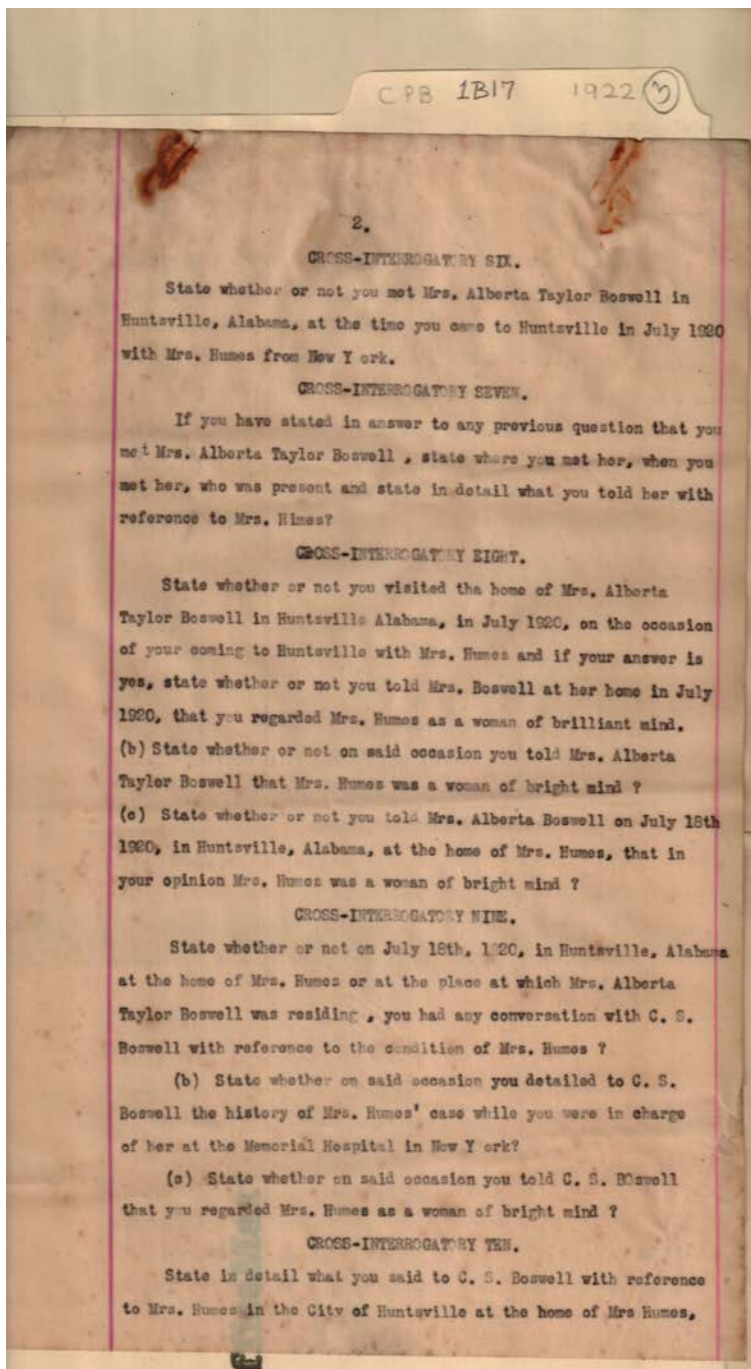 CPB 1B17 1922 3
2.
CROSS-INTERROGATORY SIX.
State whether or not you met Mrs. Alberta Taylor Boswell in
Huntsville, Alabama, at the time you came to Huntsville in July 1920
with Mrs. Humes from New Y ork.
CROSS-INTERROGATORY SEVEN.
If you have stated in answer to any previous question that you
met Mrs. Alberta Taylor Boswell , state where you met her, when you
met her, who was present and state in detail what you told her with
reference to Mrs. Himes?
CROSS-INTERROGATORY EIGHT.
State whether or not you visited tha home of Mrs. Alberta
Taylor Boswell in Huntsville Alabama, in July 1920, on the occasion
of your coming to Huntsville with Mrs. Humes and if your answer is
yes, state whether or not you told Mrs. Boswell at her home in July
1920, that you regarded Mrs. Humes as a woman of brilliant mind.
(b) State whether or not on said occasion you told Mrs. Alberta
Taylor Boswell that Mrs. Humes was a woman of bright mind ?
(c) State whether or not you told Mrs. Alberta Boswell on July 18th
1920, in Huntsville, Alabama, at the home of Mrs. Humes, that in
your opinion Mrs. Humes was a woman of bright mind ?
CROSS-INTERROGATORY NINE.
State whether or not on July 18th, 1920, in Huntsville, Alabama
at the home of Mrs. Humes or at the place at which Mrs. Alberta
Taylor Boswell was residing , you had any conversation with C. S.
Boswell with reference to the condition of Mrs. Humes ?
(b) State whether on said occasion you detailed to C. S.
Boswell the history of Mrs. Humes' case while you were in charge
of her at the Memorial Hospital in New Y ork?
(c) State whether on said occasion you told C. S. BOswell
that you regarded Mrs. Humes as a woman of bright mind ?
CROSS-INTERROGATORY TEN.
State in detail what you said to C. S. Boswell with reference
to Mrs. Humes in the City of Huntsville at the home of Mrs Humes,